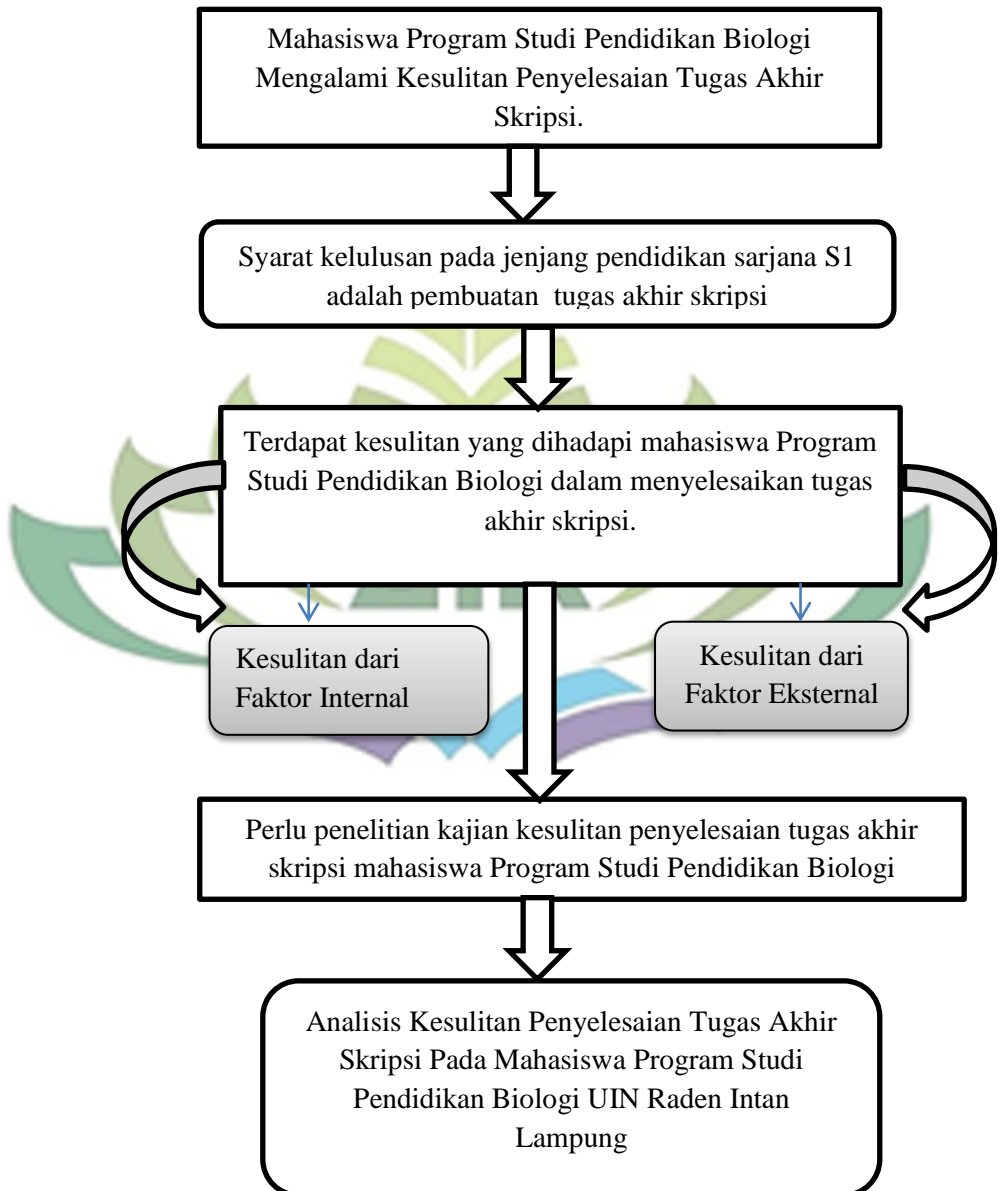 Mahasiswa Program Studi Pendidikan Biologi
Mengalami Kesulitan Penyelesaian Tugas Akhir
Skripsi.
Syarat kelulusan pada jenjang pendidikan sarjana S1
adalah pembuatan tugas akhir skripsi
Terdapat kesulitan yang dihadapi mahasiswa Program
Studi Pendidikan Biologi dalam menyelesaikan tugas
akhir skripsi.
Kesulitan dari
Faktor Internal
Kesulitan dari
Faktor Eksternal
Perlu penelitian kajian kesulitan penyelesaian tugas akhir
skripsi mahasiswa Program Studi Pendidikan Biologi
Analisis Kesulitan Penyelesaian Tugas Akhir
Skripsi Pada Mahasiswa Program Studi
Pendidikan Biologi UIN Raden Intan
Lampung